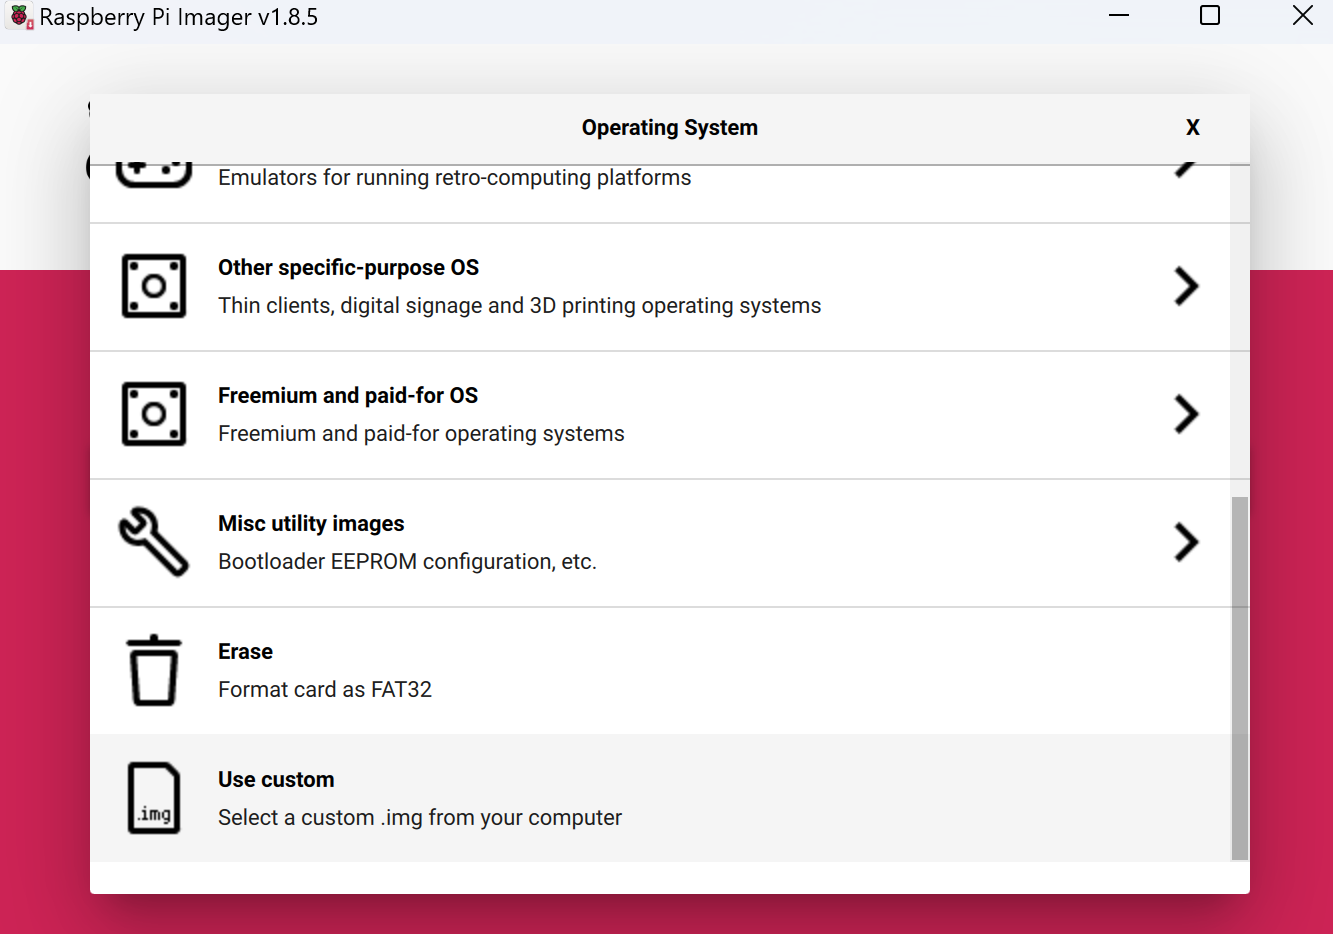 Raspberry Pi Imager v1.8.5
Operating System
X
Emulators for running retro-computing platforms
Other specific-purpose OS
Thin clients, digital signage and 3D printing operating systems
Freemium and paid-for OS
Freemium and paid-for operating systems
Misc utility images
Bootloader EEPROM configuration, etc.
Erase
Format card as FAT32
Use custom
.img
Select a custom .img from your computer